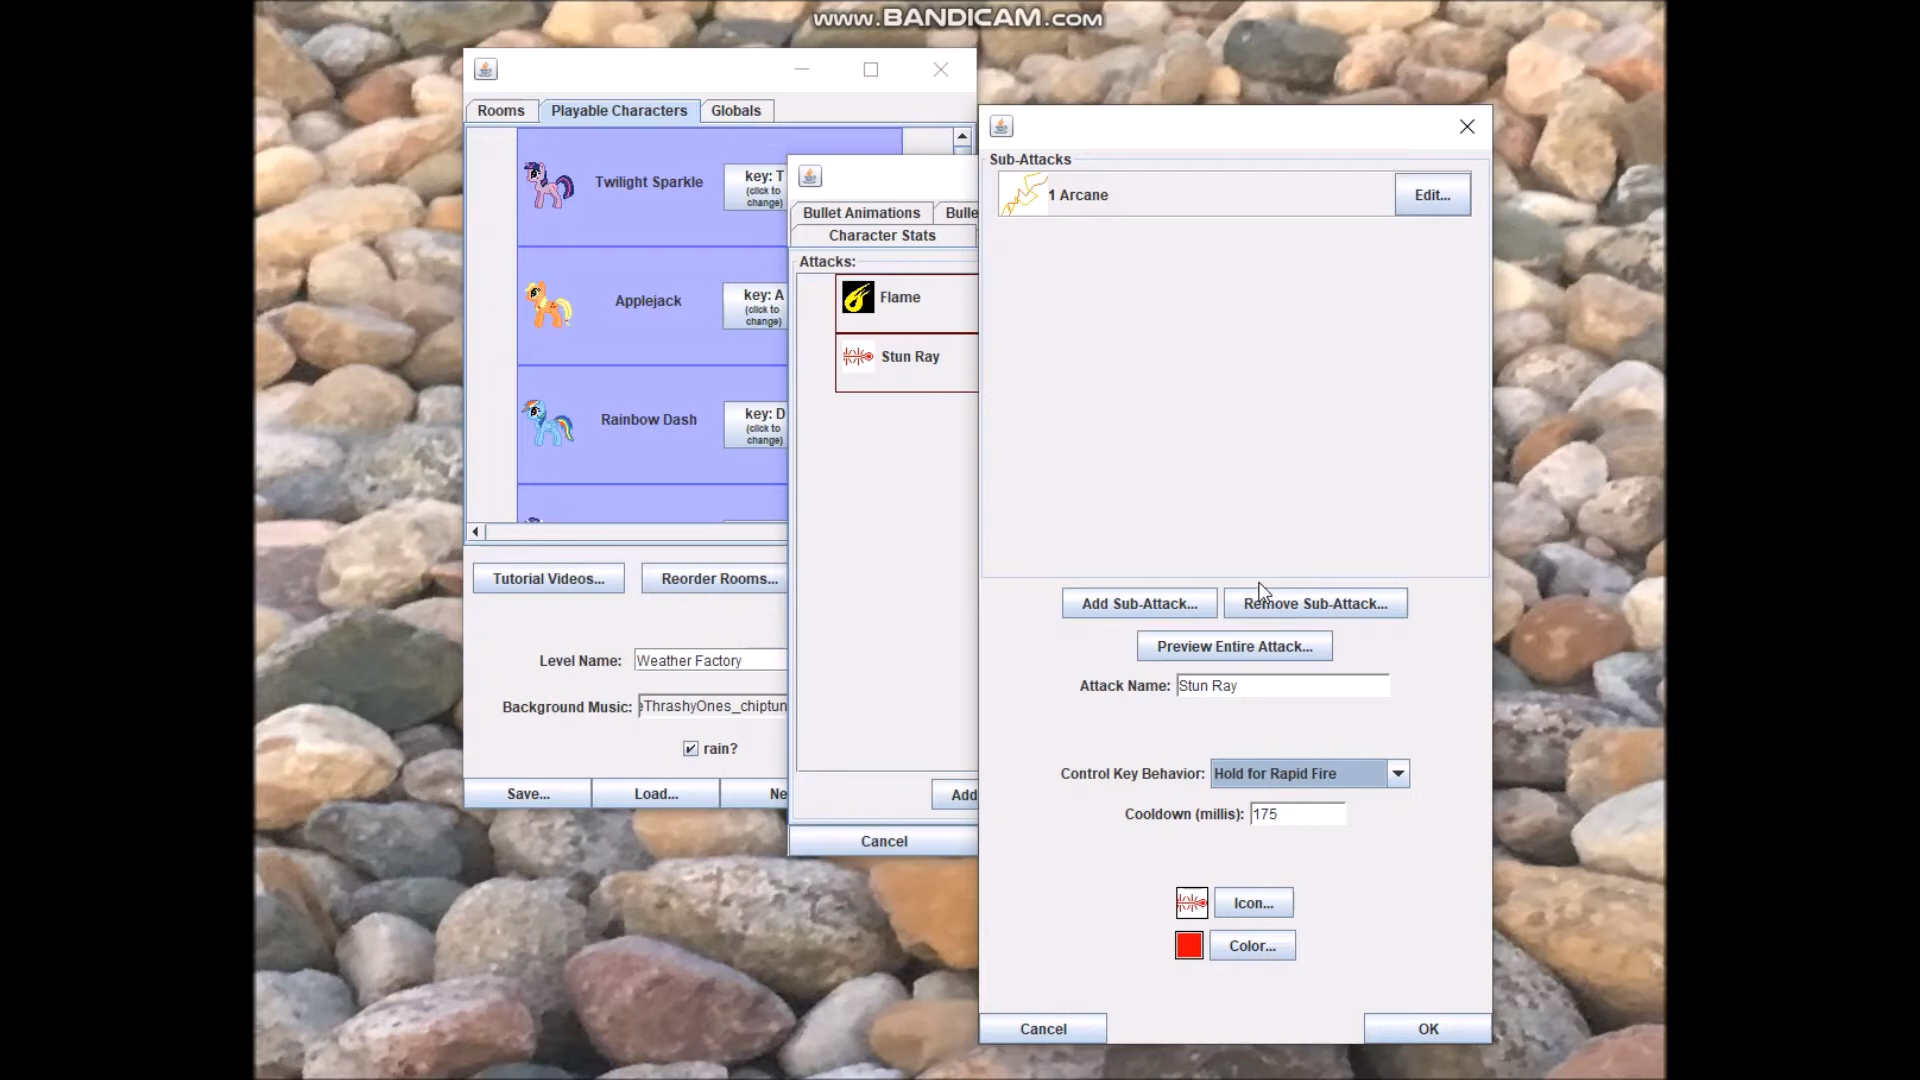 www.BANDICAM.com
Rooms
Playable Characters
Globals
Twilight Sparkle
key: T
(click to
change)
Applejack
key: A
(click to
change)
Rainbow Dash
key: D
(click to
change)
Tutorial Videos...
Reorder Rooms...
Level Name:
Weather Factory
Background Music:
eThrashyOnes_chiptun
rain?
Save...
Load...
Ne
Bullet Animations
Bulle
Character Stats
Attacks:
Flame
Stun Ray
Add
Cancel
Sub-Attacks
1 Arcane
Edit...
Add Sub-Attack...
Remove Sub-Attack...
Preview Entire Attack...
Attack Name:
Stun Ray
Control Key Behavior:
Hold for Rapid Fire
Cooldown (millis):
175
Icon...
Color...
Cancel
OK